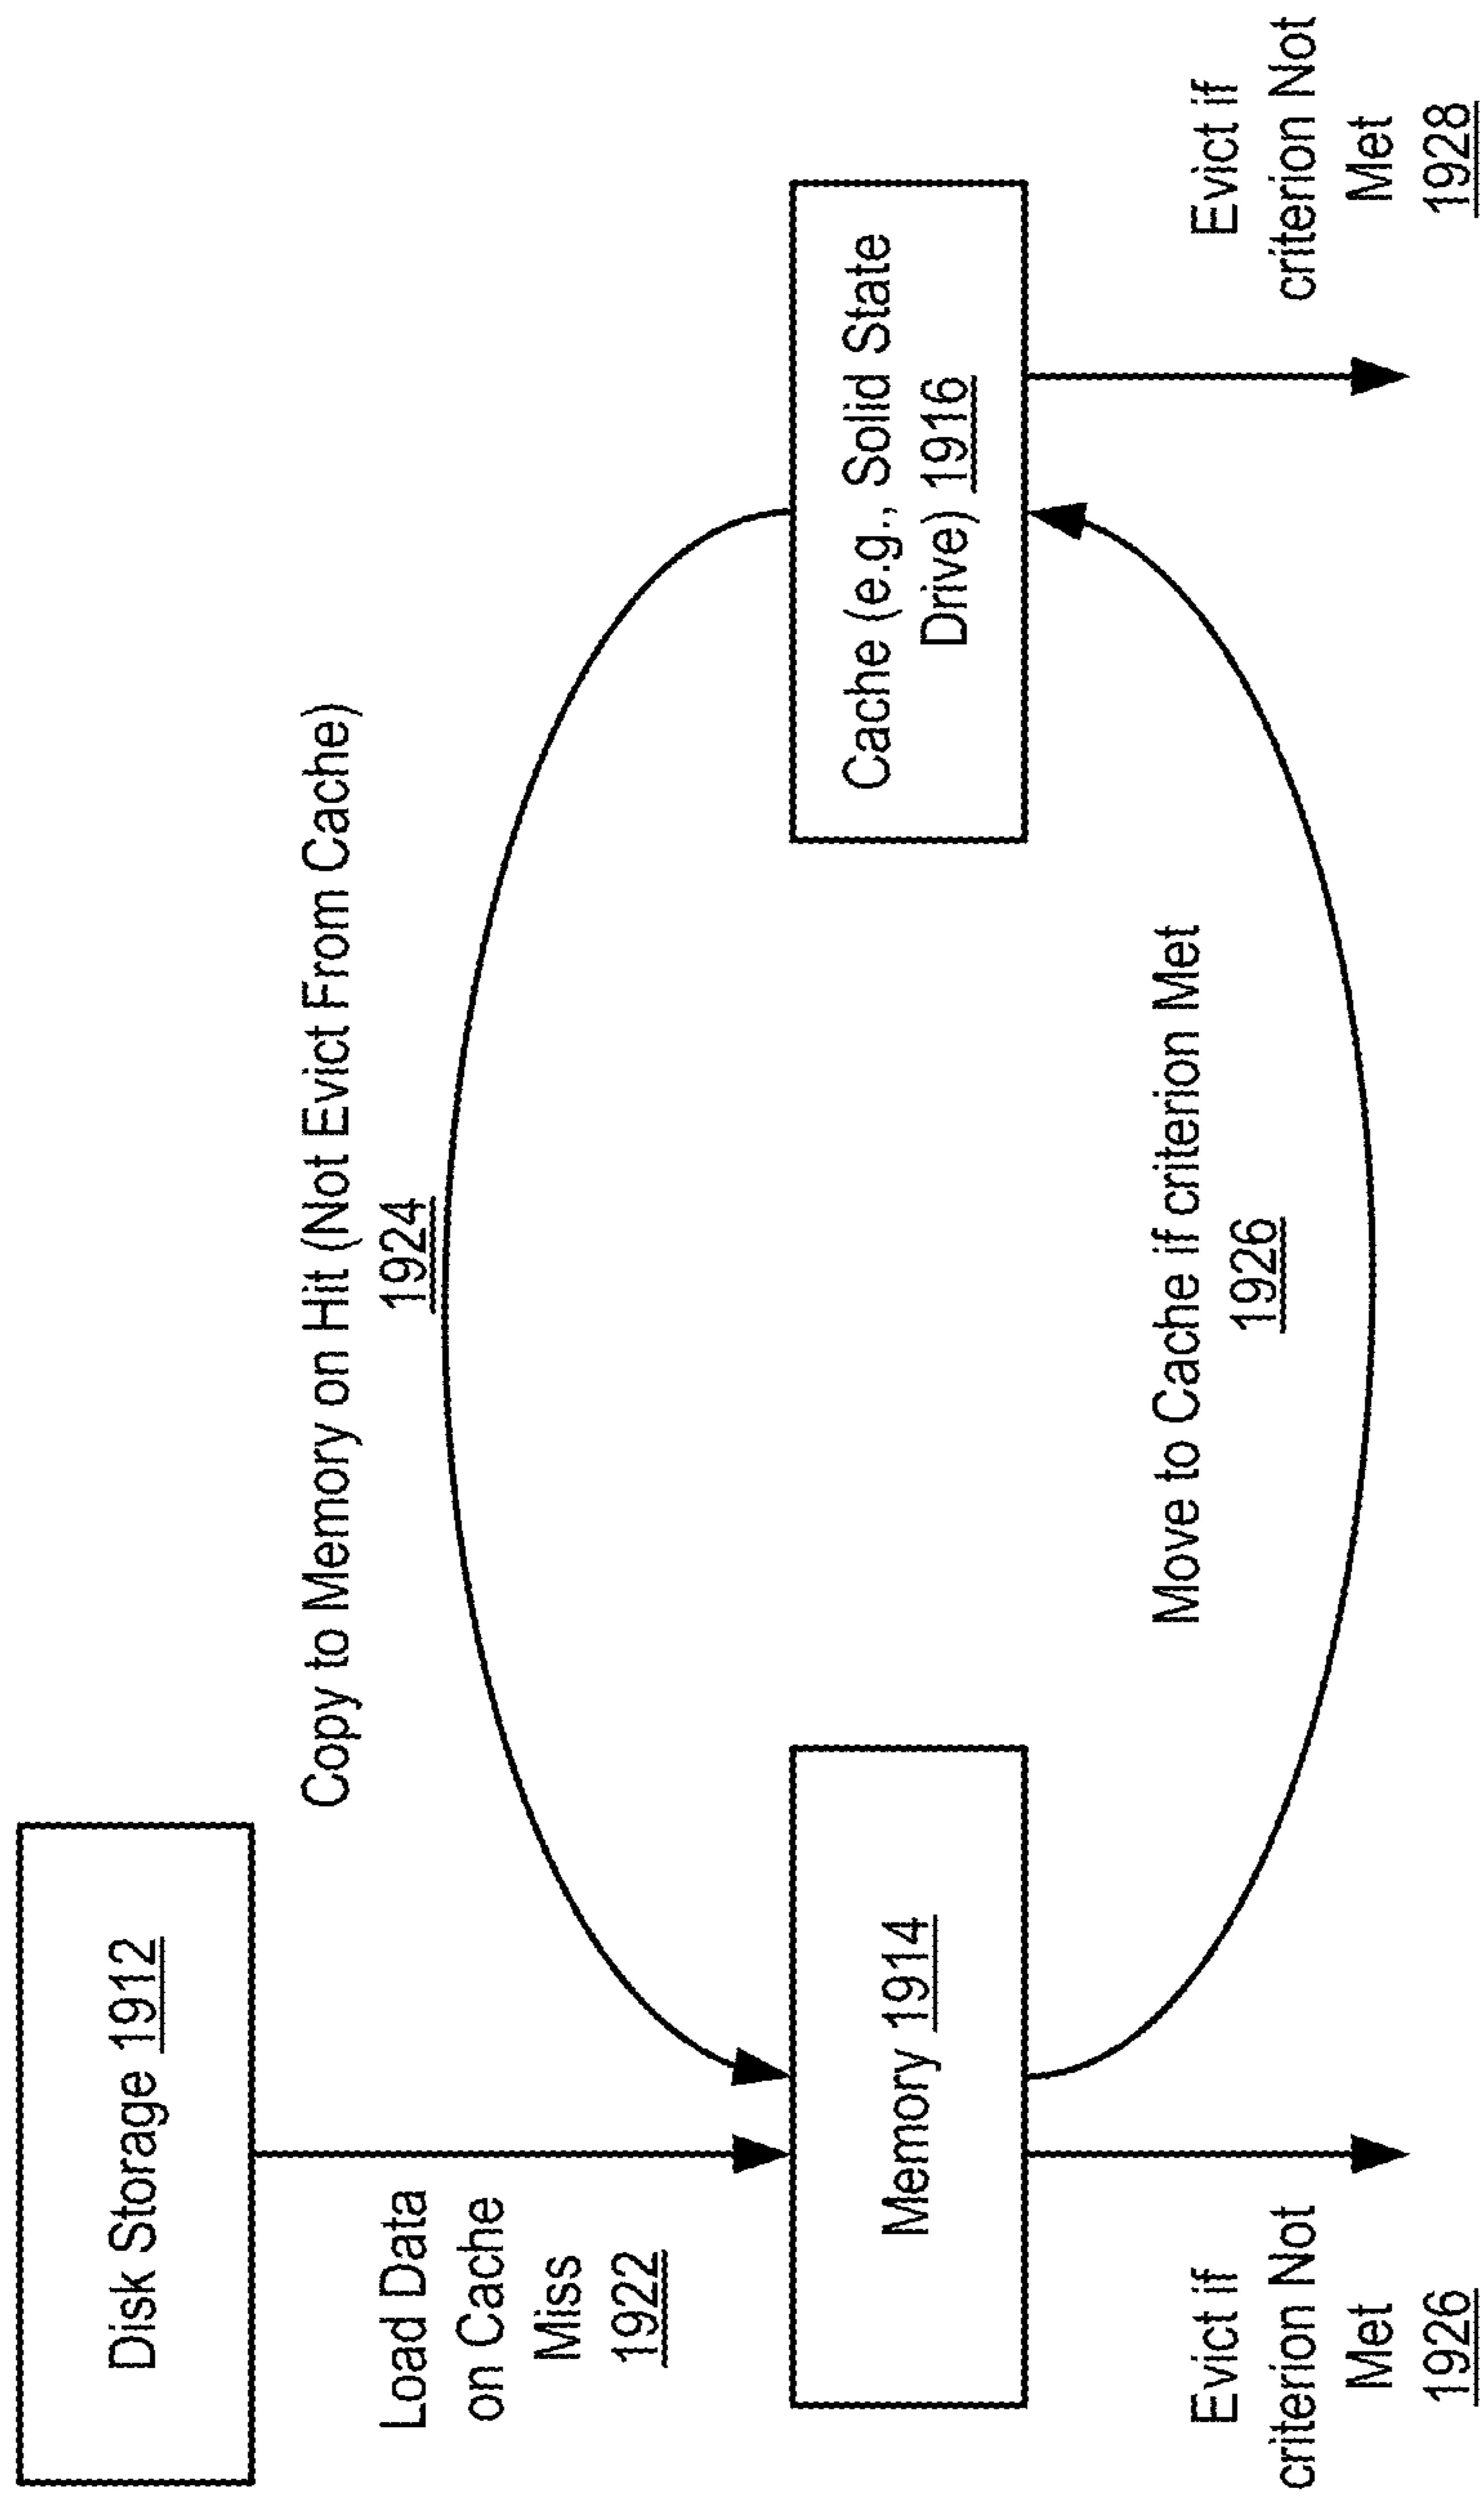 Disk Storage 1912
Copy to Memory on Hit (Not Evict From Cache)
1924
Load Data
on Cache
Miss
1922
Memory 1914
Cache (e.g., Solid State
Drive) 1916
Move to Cache if criterion Met
1926
Evict if
criterion Not
Met
1926
Evict if
criterion Not
Met
1928